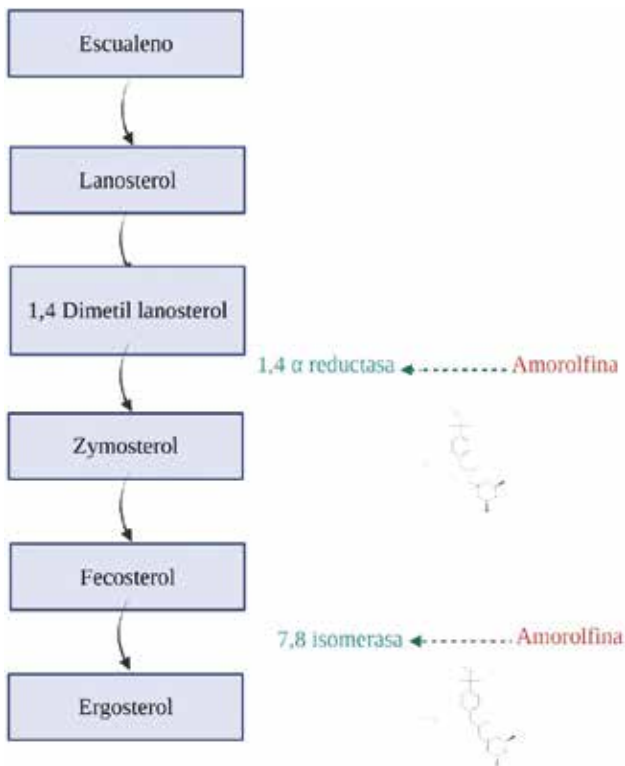 Escualeno
Lanosterol
1,4 Dimetil lanosterol
1,4 α reductasa
Amorolfina
Zymosterol
Fecosterol
7,8 isomerasa
Amorolfina
Ergosterol